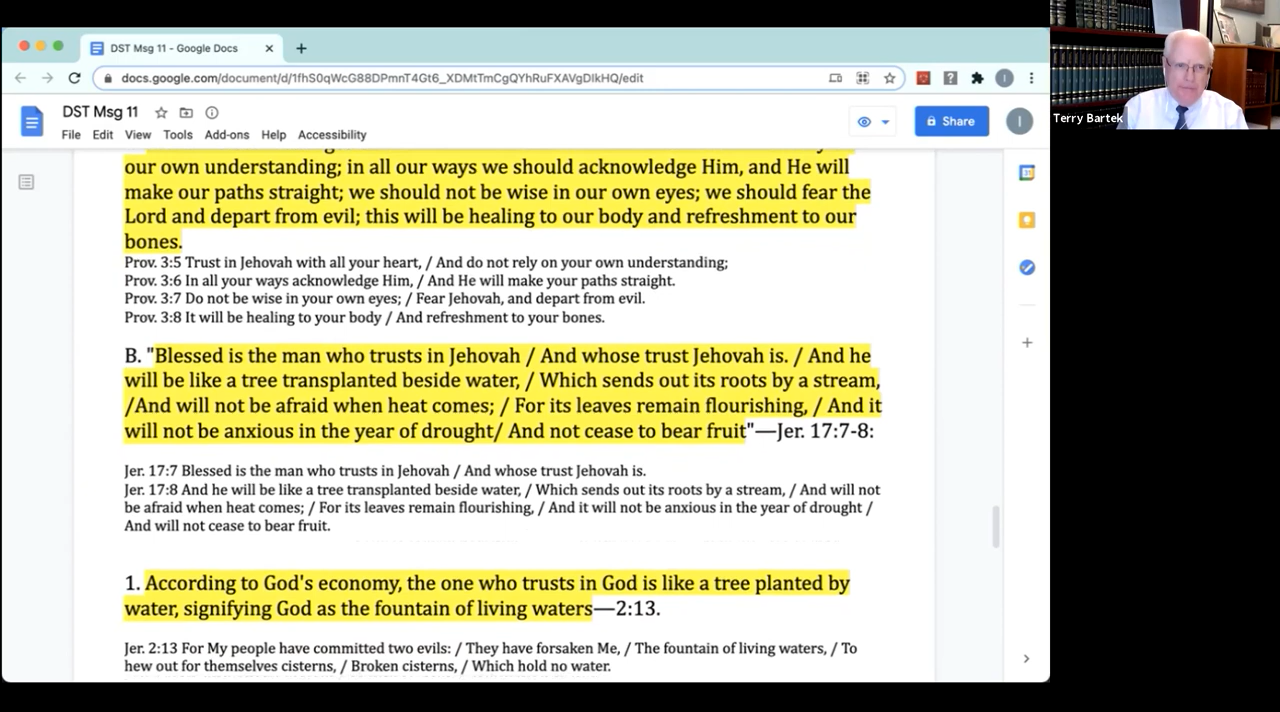 DST Msg 11 - Google Docs
docs.google.com/document/d/1fhS0qWcG88DPmnT4Gt6_XDMtTmCgQYhRuFXAVgDlkHQ/edit
DST Msg 11
File Edit View Tools Add-ons Help Accessibility
Share
I
Terry Bartek
our own understanding; in all our ways we should acknowledge Him, and He will
make our paths straight; we should not be wise in our own eyes; we should fear the
Lord and depart from evil; this will be healing to our body and refreshment to our
bones.
Prov. 3:5 Trust in Jehovah with all your heart, / And do not rely on your own understanding;
Prov. 3:6 In all your ways acknowledge Him, / And He will make your paths straight.
Prov. 3:7 Do not be wise in your own eyes; / Fear Jehovah, and depart from evil.
Prov. 3:8 It will be healing to your body / And refreshment to your bones.
B. "Blessed is the man who trusts in Jehovah / And whose trust Jehovah is. / And he
will be like a tree transplanted beside water, / Which sends out its roots by a stream,
/And will not be afraid when heat comes; / For its leaves remain flourishing, / And it
will not be anxious in the year of drought/ And not cease to bear fruit"—Jer. 17:7-8:
Jer. 17:7 Blessed is the man who trusts in Jehovah / And whose trust Jehovah is.
Jer. 17:8 And he will be like a tree transplanted beside water, / Which sends out its roots by a stream, / And will not
be afraid when heat comes; / For its leaves remain flourishing, / And it will not be anxious in the year of drought /
And will not cease to bear fruit.
1. According to God's economy, the one who trusts in God is like a tree planted by
water, signifying God as the fountain of living waters—2:13.
Jer. 2:13 For My people have committed two evils: / They have forsaken Me, / The fountain of living waters, / To
hew out for themselves cisterns, / Broken cisterns, / Which hold no water.